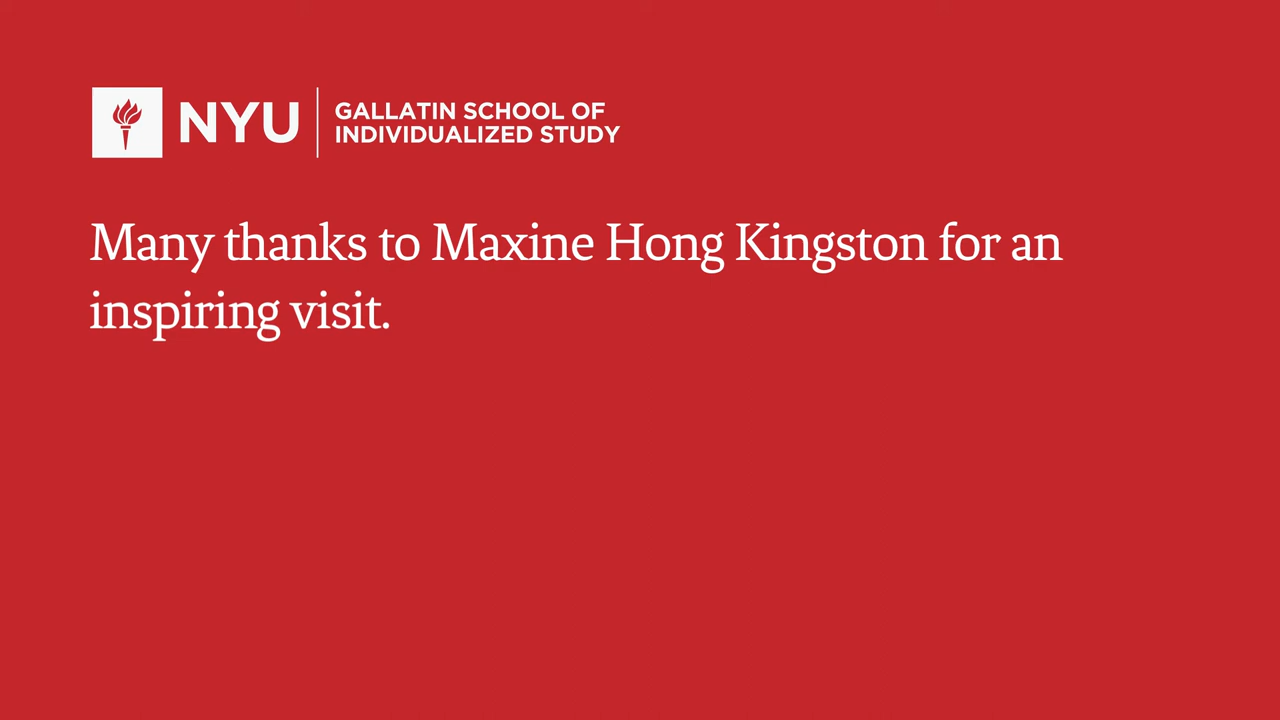 NYU
GALLATIN SCHOOL OF
INDIVIDUALIZED STUDY
Many thanks to Maxine Hong Kingston for an
inspiring visit.